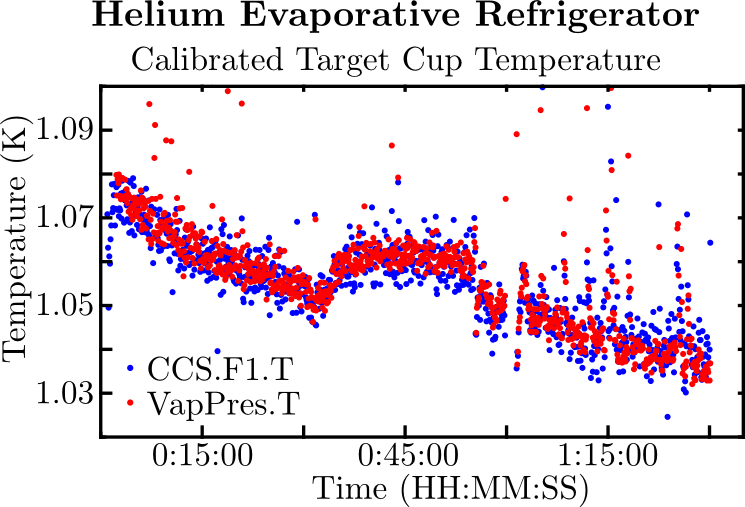 Helium Evaporative Refrigerator
Calibrated Target Cup Temperature
Temperature (K)
1.09
1.07
1.05
1.03
CCS.F1.T
VapPres.T
0:15:00 0:45:00 1:15:00
Time (HH:MM:SS)